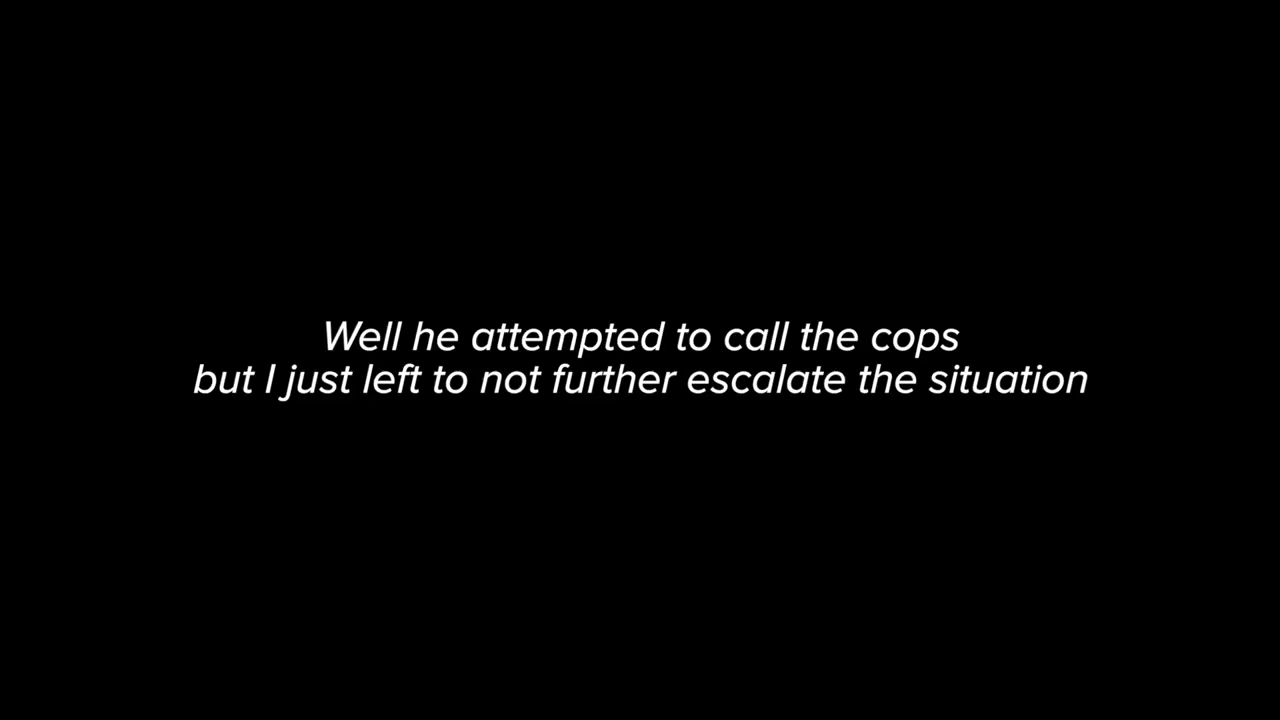 Well he attempted to call the cops
but I just left to not further escalate the situation